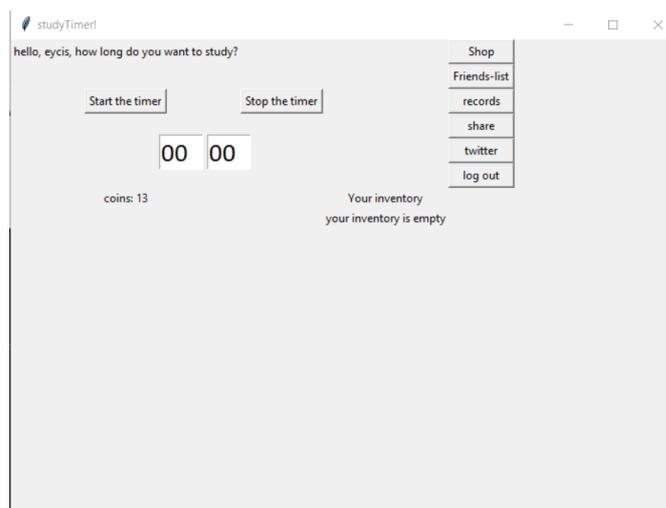 studyTimer!
hello, eycis, how long do you want to study?
Shop
Friends-list
Start the timer
Stop the timer
records
share
00 00
twitter
log out
coins: 13
Your inventory
your inventory is empty